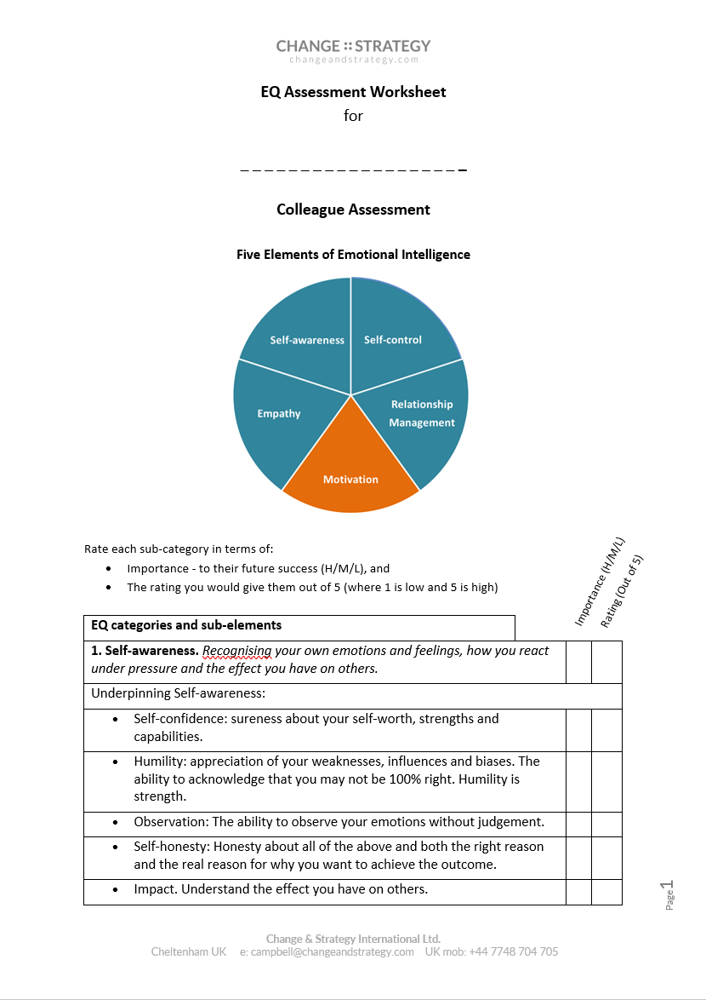 CHANGE :: STRATEGY
changeandstrategy.com
EQ Assessment Worksheet
for
_ _ _ _ _ _ _ _ _ _ _ _ _ _ _ _ _ _ _
Colleague Assessment
Five Elements of Emotional Intelligence
Self-awareness
Self-control
Empathy
Relationship
Management
Motivation
Rate each sub-category in terms of:
• Importance - to their future success (H/M/L), and
• The rating you would give them out of 5 (where 1 is low and 5 is high)
Importance (H/M/L)
Rating (Out of 5)
EQ categories and sub-elements
1. Self-awareness. Recognising your own emotions and feelings, how you react
under pressure and the effect you have on others.
Underpinning Self-awareness:
• Self-confidence: sureness about your self-worth, strengths and
capabilities.
• Humility: appreciation of your weaknesses, influences and biases. The
ability to acknowledge that you may not be 100% right. Humility is
strength.
• Observation: The ability to observe your emotions without judgement.
• Self-honesty: Honesty about all of the above and both the right reason
and the real reason for why you want to achieve the outcome.
• Impact. Understand the effect you have on others.
Page 1
Change & Strategy International Ltd.
Cheltenham UK e: campbell@changeandstrategy.com UK mob: +44 7748 704 705